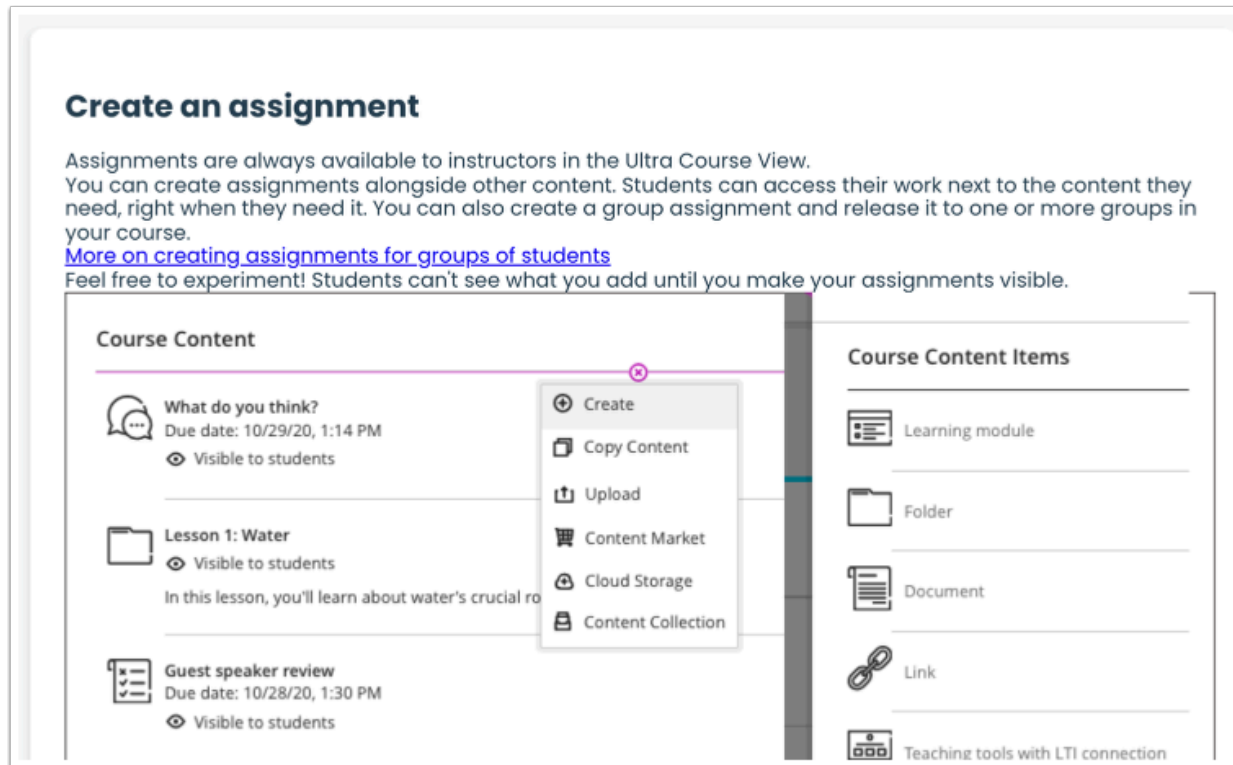 Create an assignment
Assignments are always available to instructors in the Ultra Course View.
You can create assignments alongside other content. Students can access their work next to the content they
need, right when they need it. You can also create a group assignment and release it to one or more groups in
your course.
More on creating assignments for groups of students
Feel free to experiment! Students can't see what you add until you make your assignments visible.
Course Content
What do you think?
Due date: 10/29/20, 1:14 PM
Visible to students
Lesson 1: Water
Visible to students
In this lesson, you'll learn about water's crucial ro
Guest speaker review
Due date: 10/28/20, 1:30 PM
Visible to students
Create
Copy Content
Upload
Content Market
Cloud Storage
Content Collection
Course Content Items
Learning module
Folder
Document
Link
Teaching tools with LTI connection